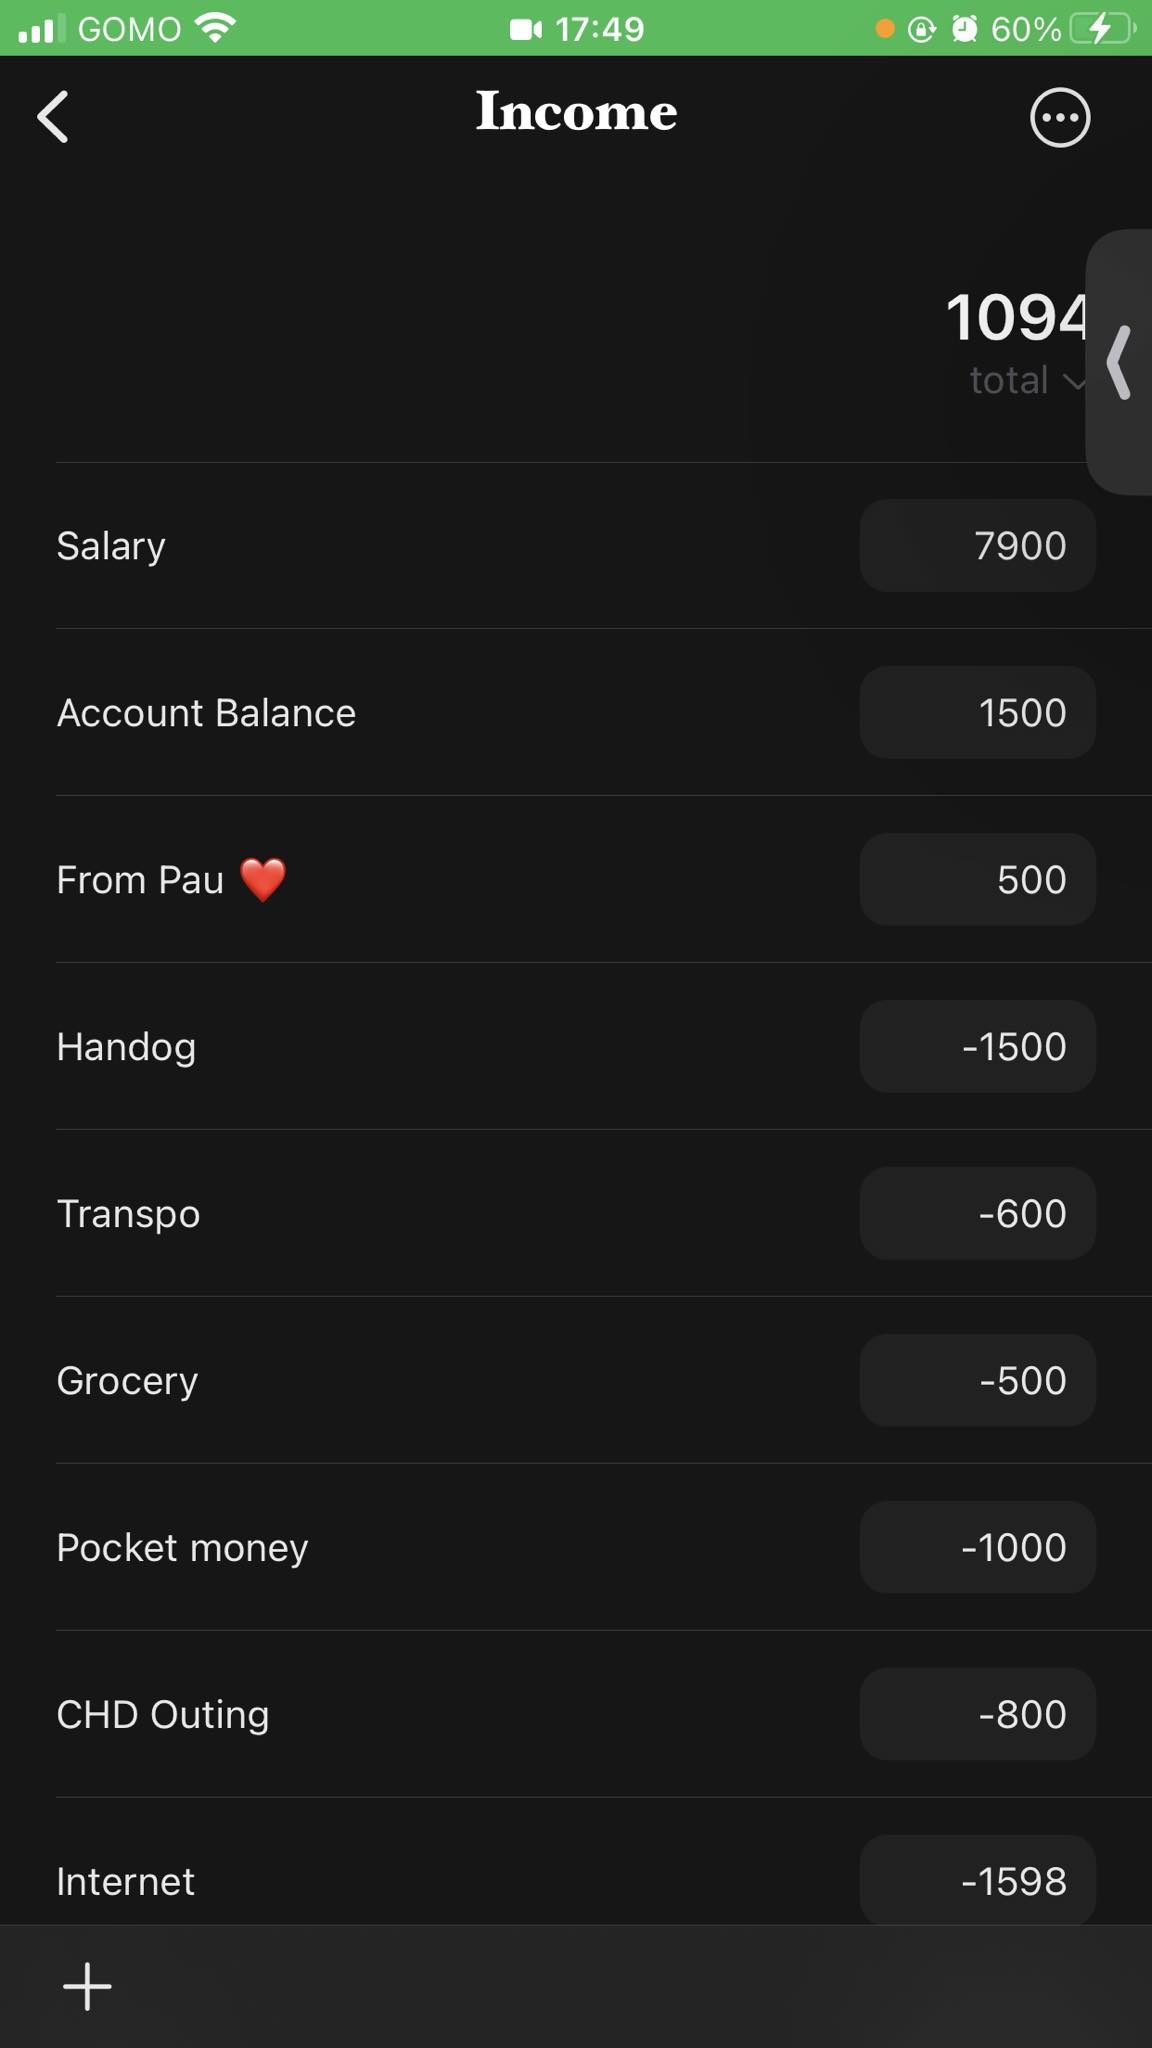 GOMO 17:49 60%
Income
1094
total
Salary 7900
Account Balance 1500
From Pau ❤️ 500
Handog -1500
Transpo -600
Grocery -500
Pocket money -1000
CHD Outing -800
Internet -1598